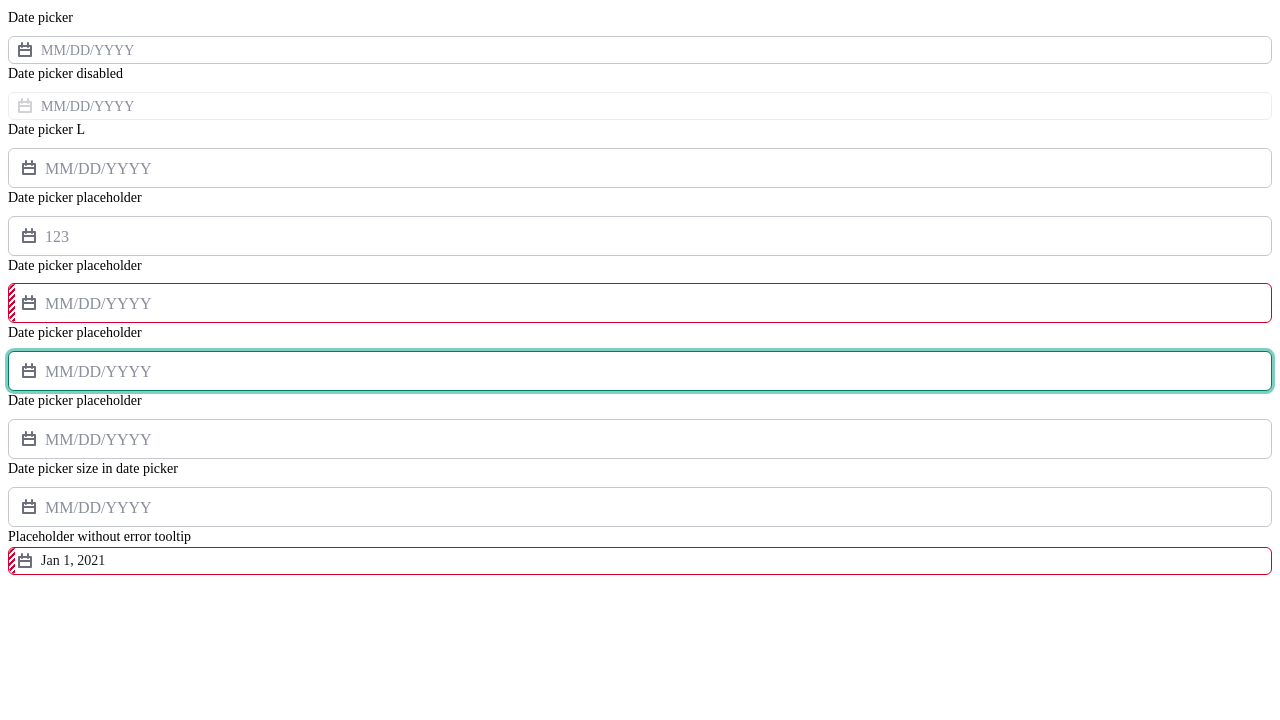 Date picker
MM/DD/YYYY
Date picker disabled
MM/DD/YYYY
Date picker L
MM/DD/YYYY
Date picker placeholder
123
Date picker placeholder
MM/DD/YYYY
Date picker placeholder
MM/DD/YYYY
Date picker placeholder
MM/DD/YYYY
Date picker size in date picker
MM/DD/YYYY
Placeholder without error tooltip
Jan 1, 2021